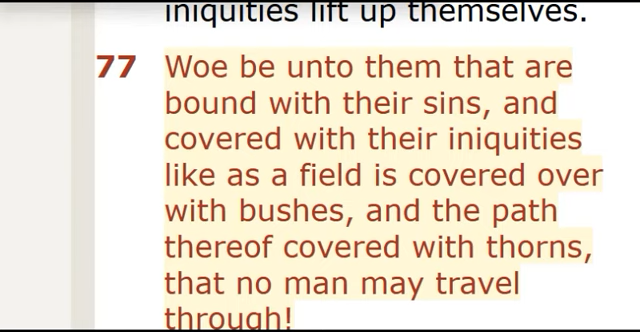 iniquities lift up themselves.
77 Woe be unto them that are
bound with their sins, and
covered with their iniquities
like as a field is covered over
with bushes, and the path
thereof covered with thorns,
that no man may travel
through!